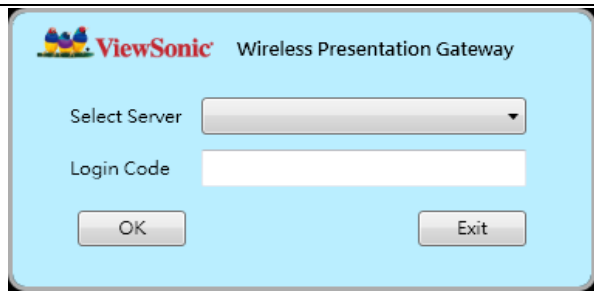 ViewSonic Wireless Presentation Gateway
Select Server
Login Code
OK Exit